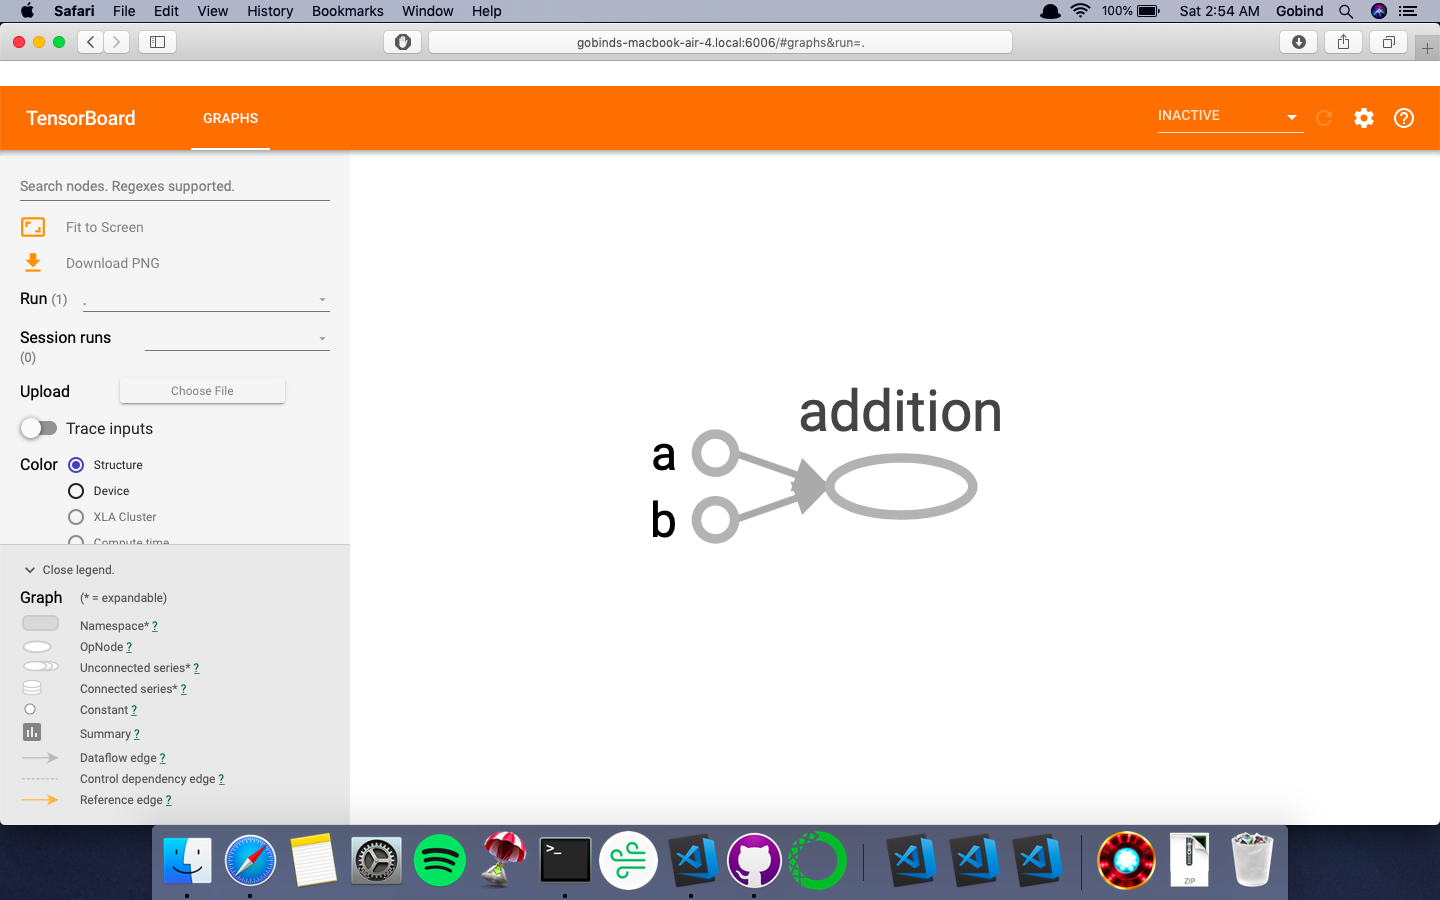 Safari File Edit View History Bookmarks Window Help 100% Sat 2:54 AM Gobind
gobinds-macbook-air-4.local:6006/#graphs&run=.
TensorBoard GRAPHS INACTIVE
Search nodes. Regexes supported.
Fit to Screen
Download PNG
Run (1) .
Session runs
(0)
Upload Choose File
Trace inputs
Color Structure
Device
XLA Cluster
Compute time
addition
a
b
Close legend.
Graph (* = expandable)
Namespace* ?
OpNode ?
Unconnected series* ?
Connected series* ?
Constant ?
Summary ?
Dataflow edge ?
Control dependency edge ?
Reference edge ?
>_
ZIP